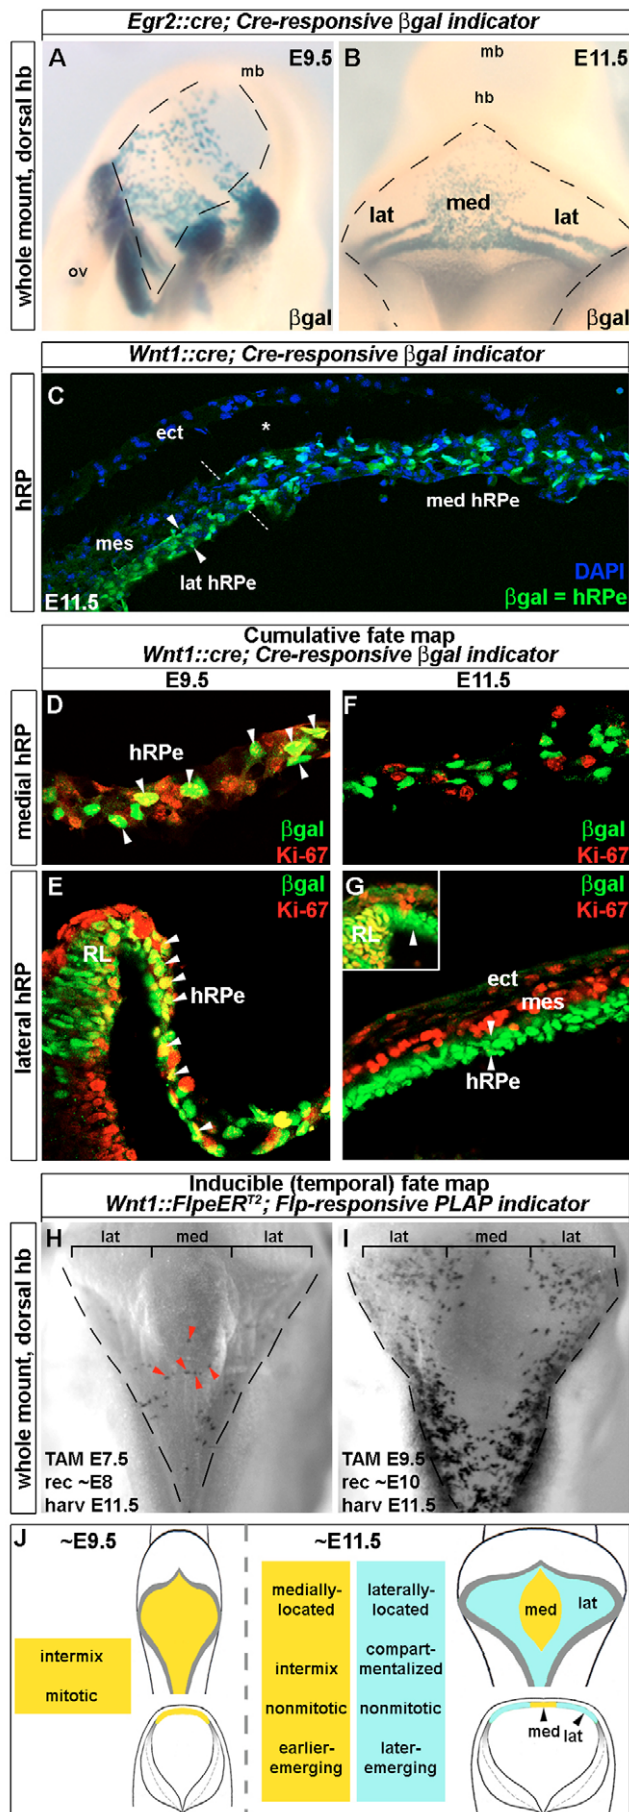 Egr2::cre; Cre-responsive βgal indicator
whole mount, dorsal hb
A
E9.5
mb
ov
βgal
B
E11.5
mb
hb
lat
med
lat
βgal
Wnt1::cre; Cre-responsive βgal indicator
hRP
C
ect
*
mes
lat hRPe
med hRPe
E11.5
DAPI
βgal = hRPe
Cumulative fate map
Wnt1::cre; Cre-responsive βgal indicator
E9.5
E11.5
medial hRP
D
hRPe
βgal
Ki-67
F
βgal
Ki-67
lateral hRP
E
βgal
Ki-67
RL
hRPe
G
βgal
Ki-67
RL
ect
mes
hRPe
Inducible (temporal) fate map
Wnt1::FlpeERT2; Flp-responsive PLAP indicator
whole mount, dorsal hb
H
lat
med
lat
TAM E7.5
rec ~E8
harv E11.5
I
lat
med
lat
TAM E9.5
rec ~E10
harv E11.5
J
~E9.5
intermix
mitotic
~E11.5
medially-
located
intermix
nonmitotic
earlier-
emerging
laterally-
located
compart-
mentalized
nonmitotic
later-
emerging
med
lat
med
lat